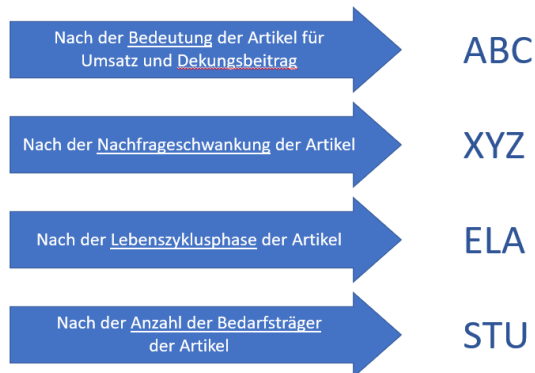 Nach der Bedeutung der Artikel für
Umsatz und Dekungsbeitrag
ABC
Nach der Nachfrageschwankung der Artikel
XYZ
Nach der Lebenszyklusphase der Artikel
ELA
Nach der Anzahl der Bedarfsträger
der Artikel
STU